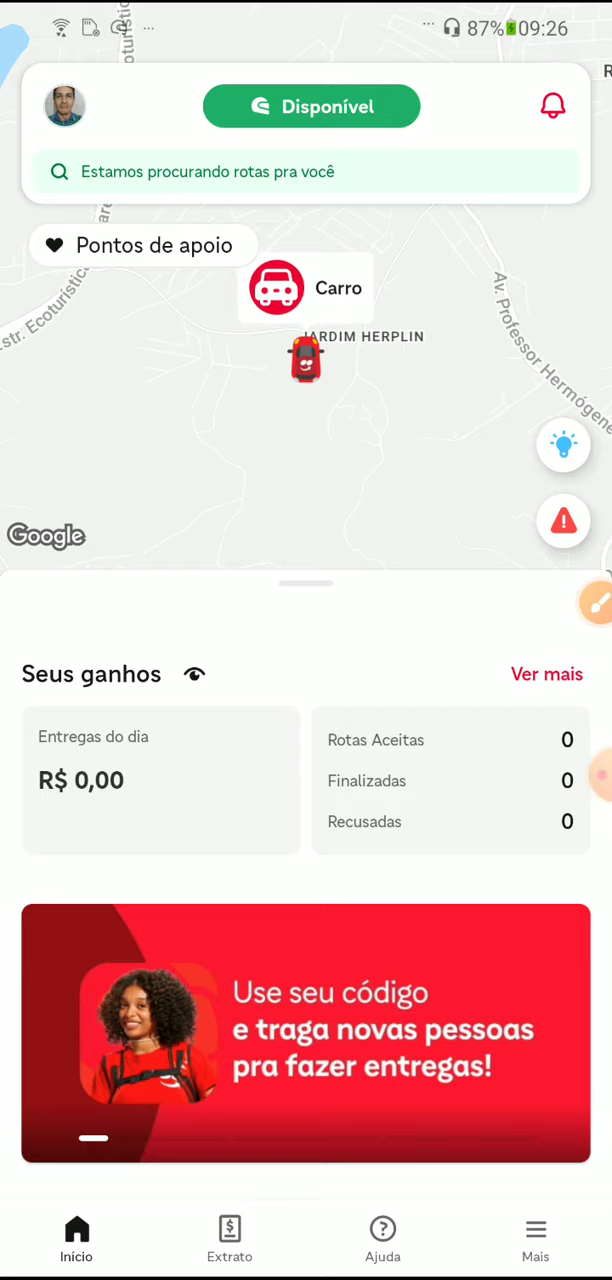 87% 09:26
Disponível
Estamos procurando rotas pra você
Pontos de apoio
Carro
JARDIM HERPLIN
Estr. Ecoturística
Av. Professor Hermógene
Google
Seus ganhos
Ver mais
Entregas do dia
R$ 0,00
Rotas Aceitas 0
Finalizadas 0
Recusadas 0
Use seu código
e traga novas pessoas
pra fazer entregas!
Início
Extrato
Ajuda
Mais